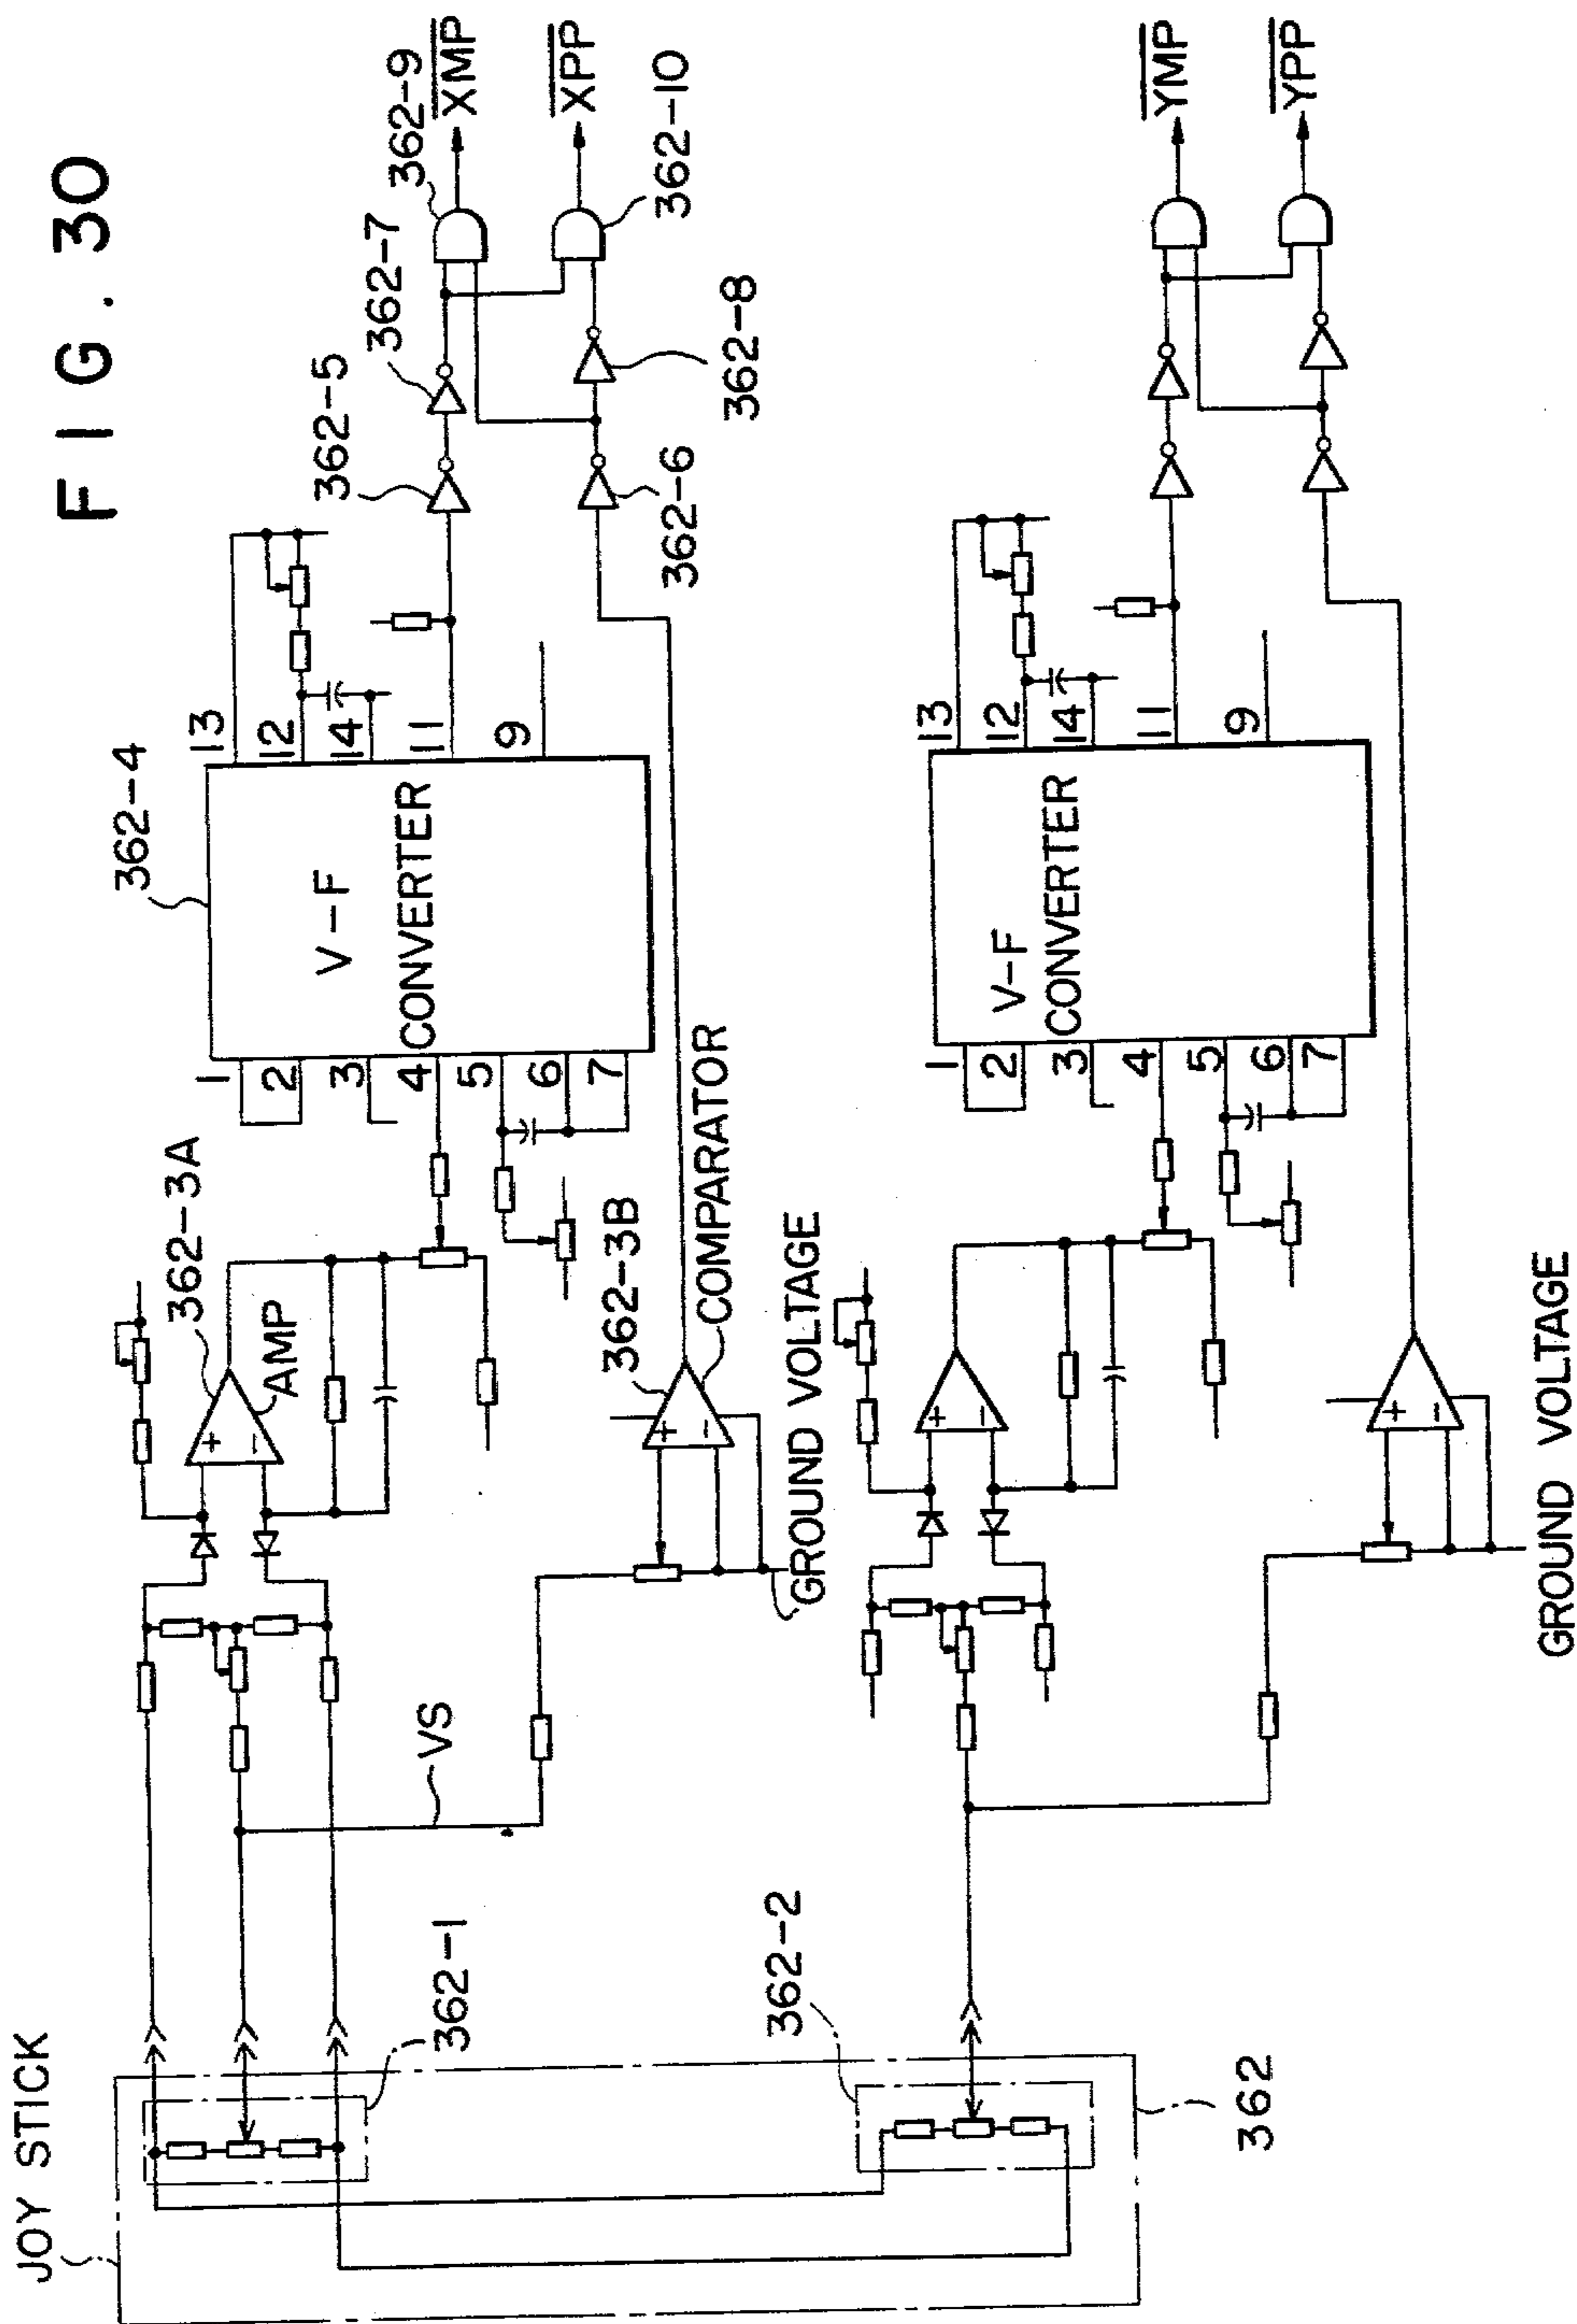 FIG. 30
JOY STICK
362-1
362-2
362
VS
362-3A
AMP
+
−
362-3B
+
−
COMPARATOR
GROUND VOLTAGE
362-4
V-F
CONVERTER
1
2
3
4
5
6
7
13
12
14
11
9
362-5
362-6
362-7
362-8
362-9
362-10
XMP
XPP
+
−
+
−
GROUND VOLTAGE
V-F
CONVERTER
1
2
3
4
5
6
7
13
12
14
11
9
YMP
YPP